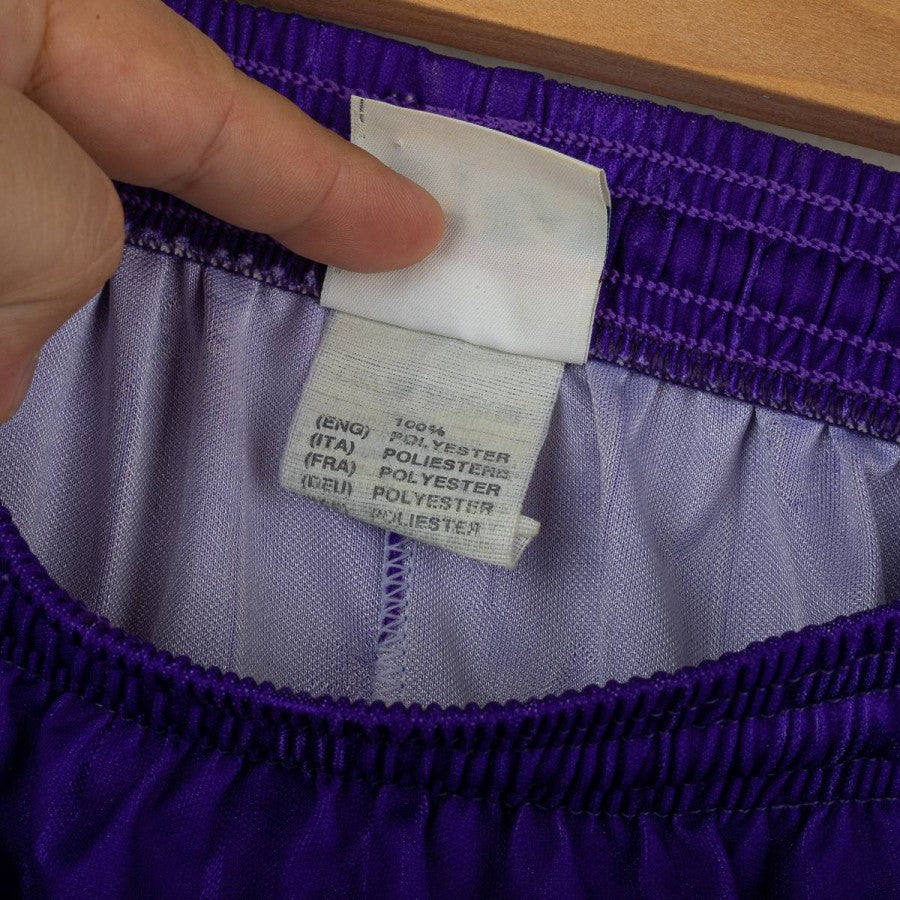 100%
(ENG) POLYESTER
(ITA) POLIESTERE
(FRA) POLYESTER
(DEU) POLYESTER
POLIESTER